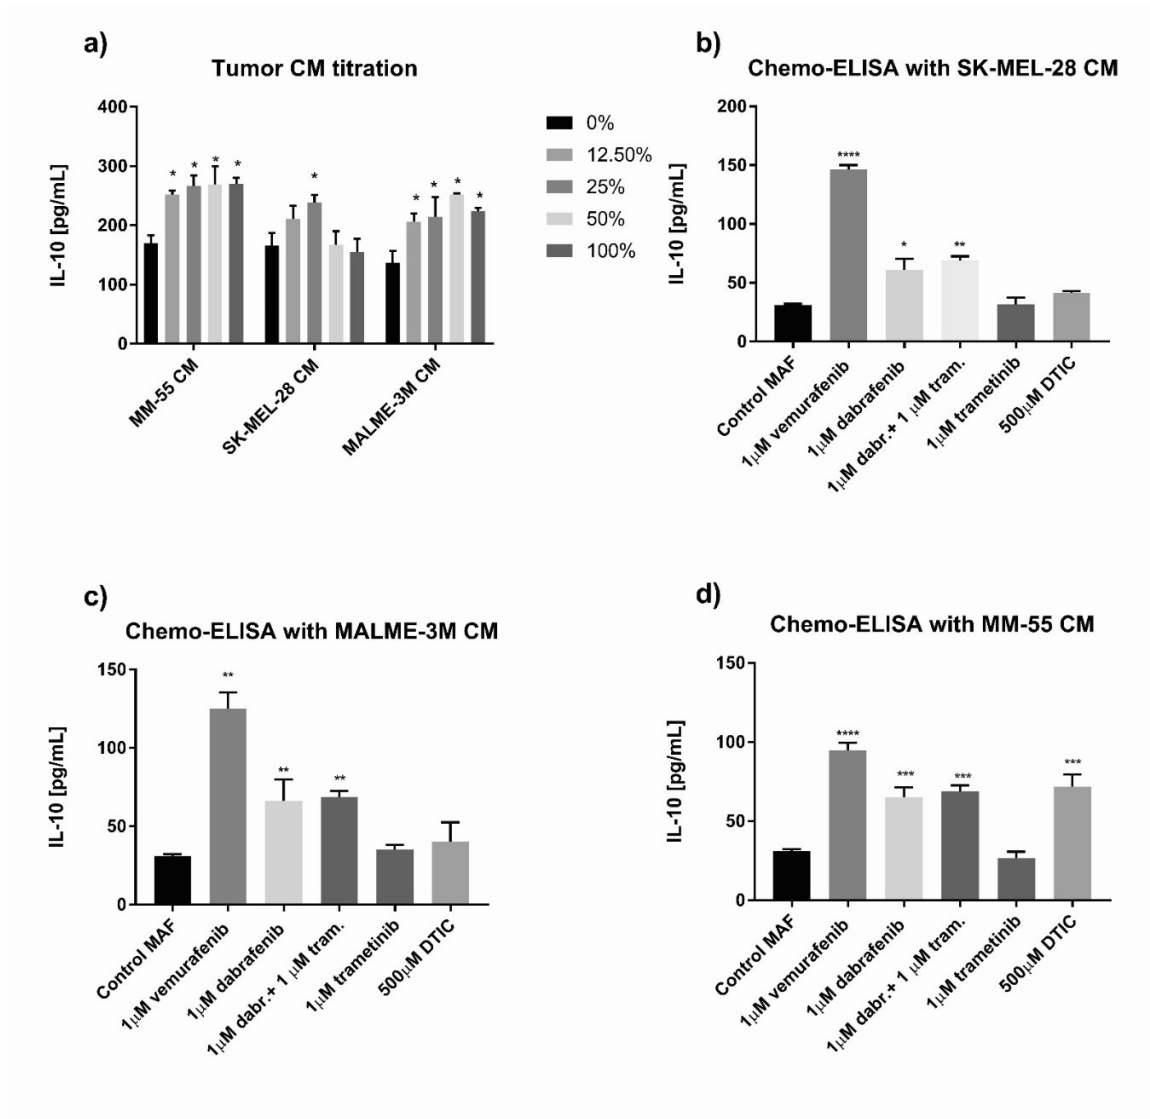 a)
Tumor CM titration
IL-10 [pg/mL]
400
300
200
100
0
* * * *
*
* * * *
MM-55 CM
SK-MEL-28 CM
MALME-3M CM
0%
12.50%
25%
50%
100%
b)
Chemo-ELISA with SK-MEL-28 CM
IL-10 [pg/mL]
200
150
100
50
0
****
*
**
Control MAF
1μM vemurafenib
1μM dabrafenib
1μM dabr.+ 1 μM tram.
1μM trametinib
500μM DTIC
c)
Chemo-ELISA with MALME-3M CM
IL-10 [pg/mL]
150
100
50
0
**
**
**
Control MAF
1μM vemurafenib
1μM dabrafenib
1μM dabr.+ 1 μM tram.
1μM trametinib
500μM DTIC
d)
Chemo-ELISA with MM-55 CM
IL-10 [pg/mL]
150
100
50
0
****
***
***
***
Control MAF
1μM vemurafenib
1μM dabrafenib
1μM dabr.+ 1 μM tram.
1μM trametinib
500μM DTIC